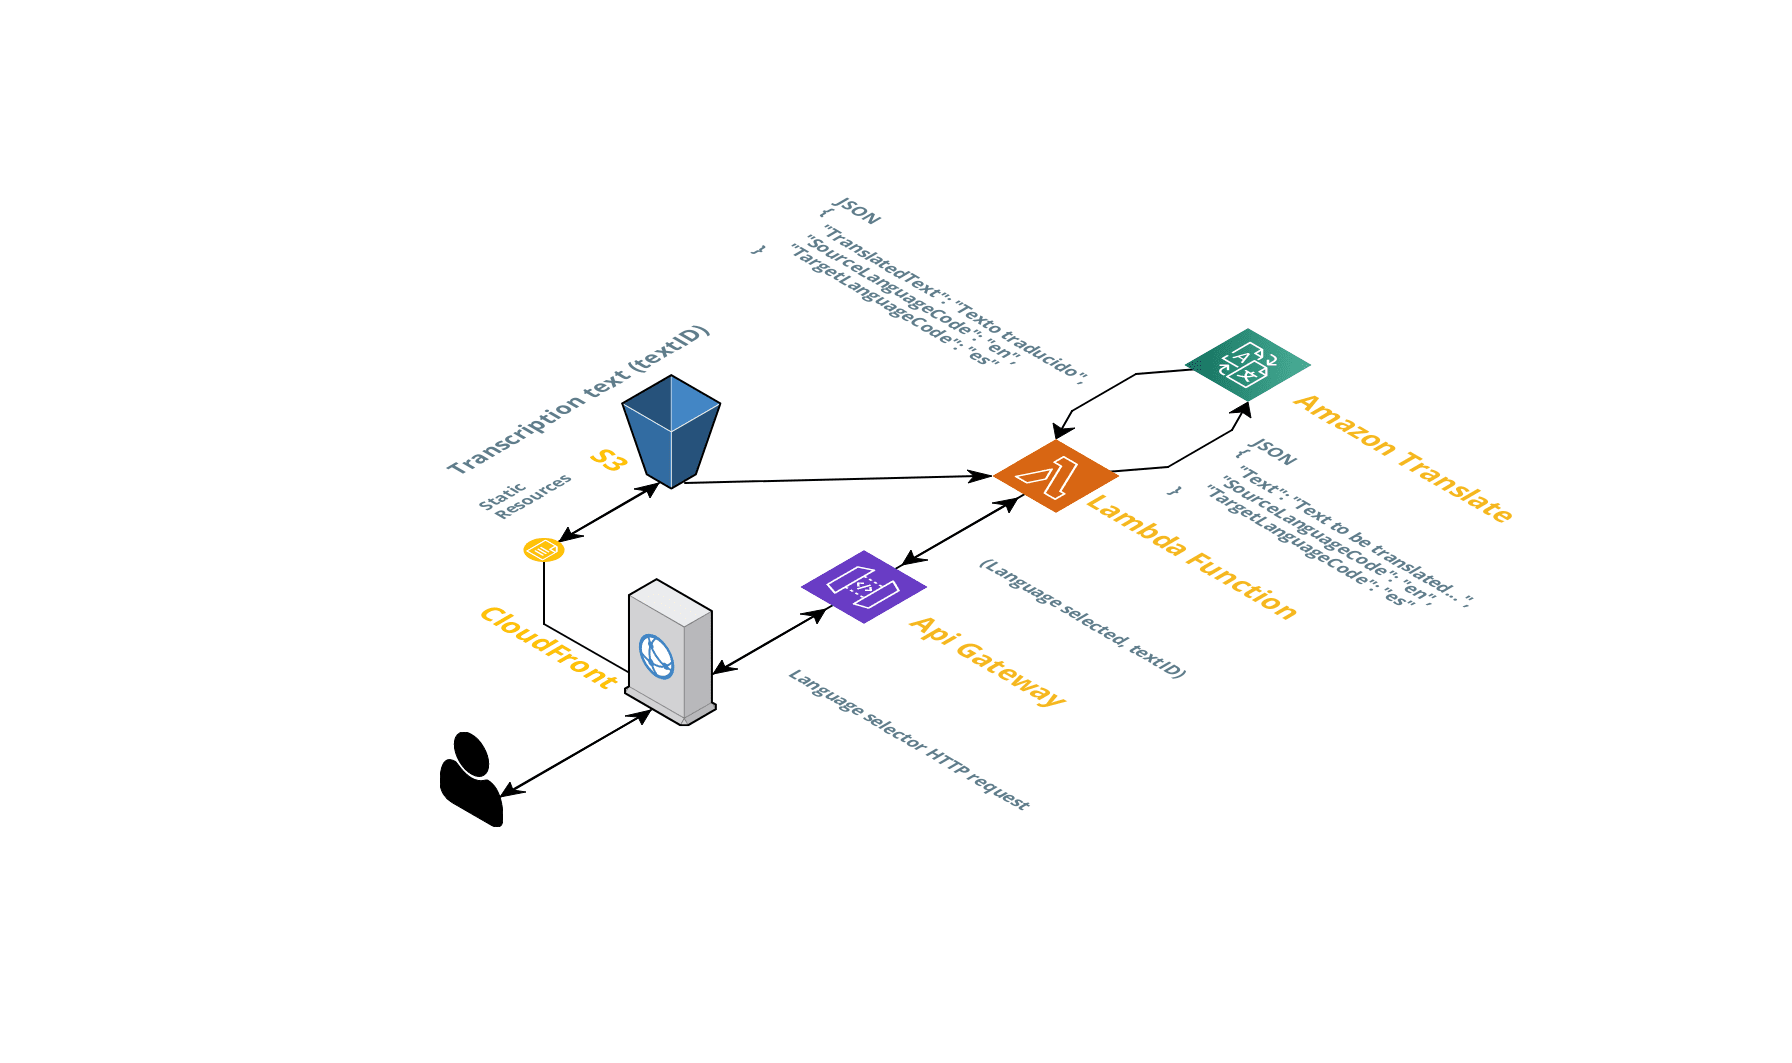 JSON
{
"TranslatedText": "Texto traducido",
"SourceLanguageCode": "en",
"TargetLanguageCode": "es"
}
Transcription text (textID)
S3
Static
Resources
CloudFront
Amazon Translate
JSON
{
"Text": "Text to be translated... ",
"SourceLanguageCode": "en",
"TargetLanguageCode": "es"
}
Lambda Function
(Language selected, textID)
Api Gateway
Language selector HTTP request